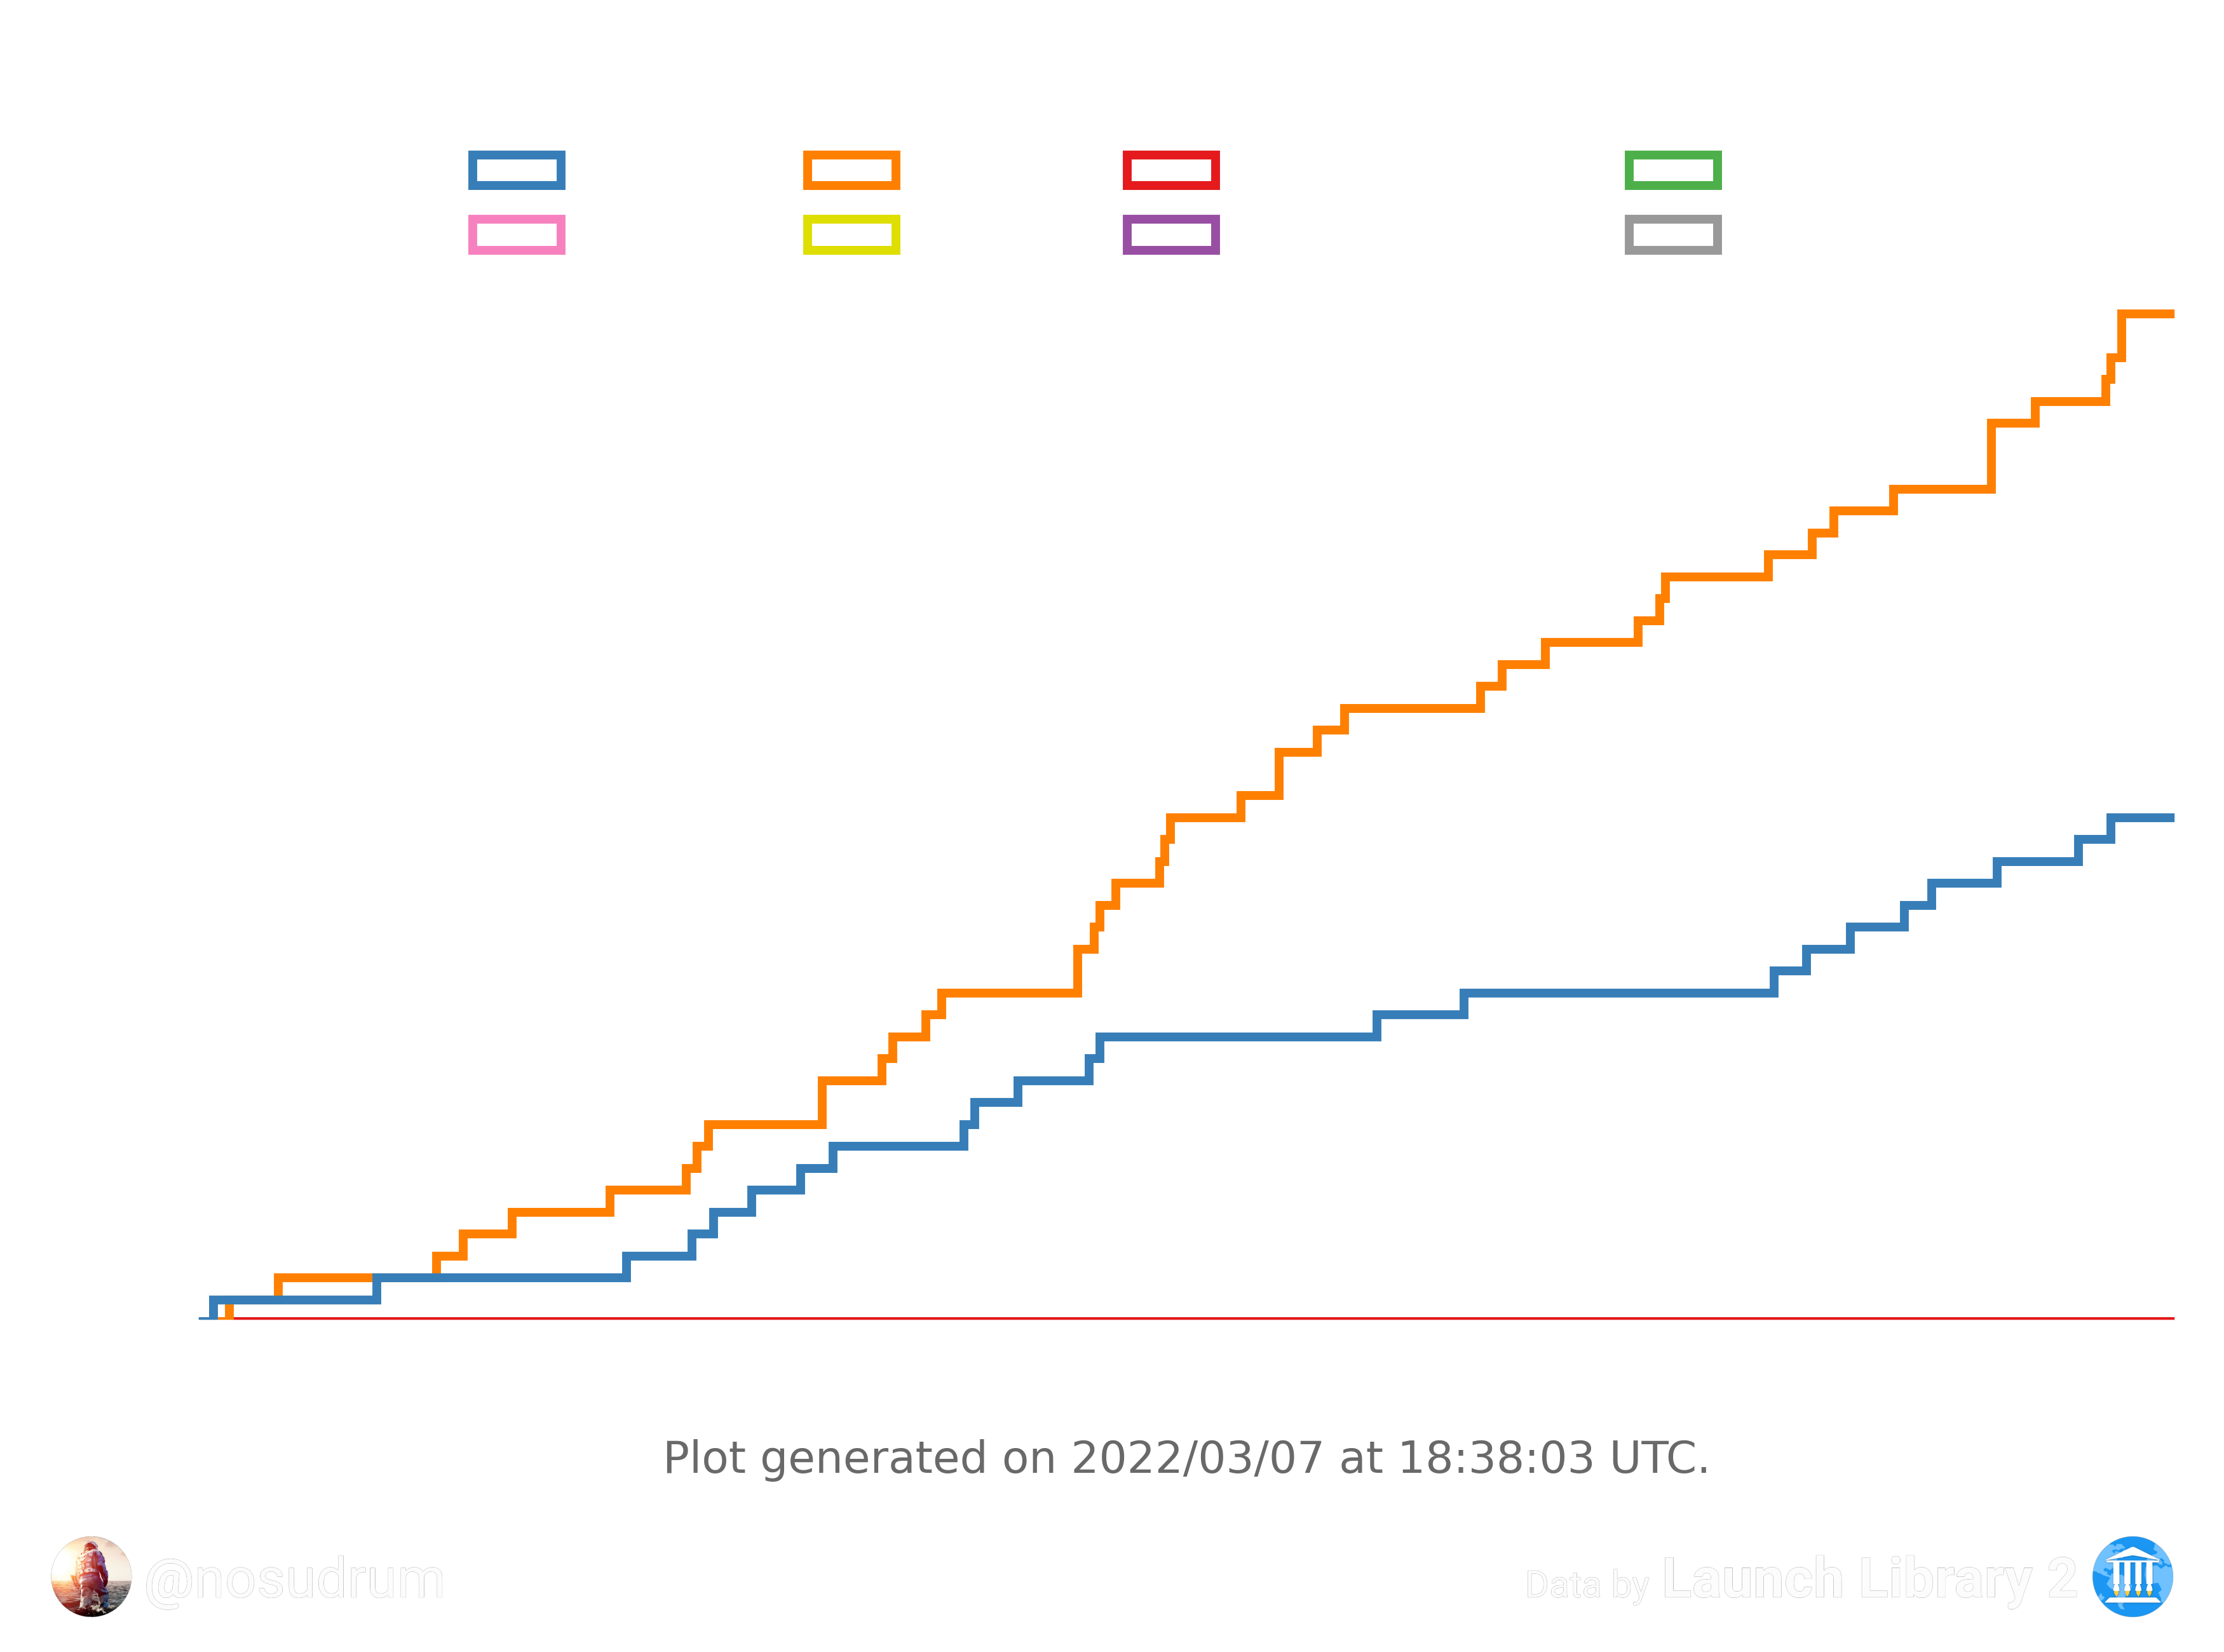 Plot generated on 2022/03/07 at 18:38:03 UTC.
@nosudrum
Data by Launch Library 2